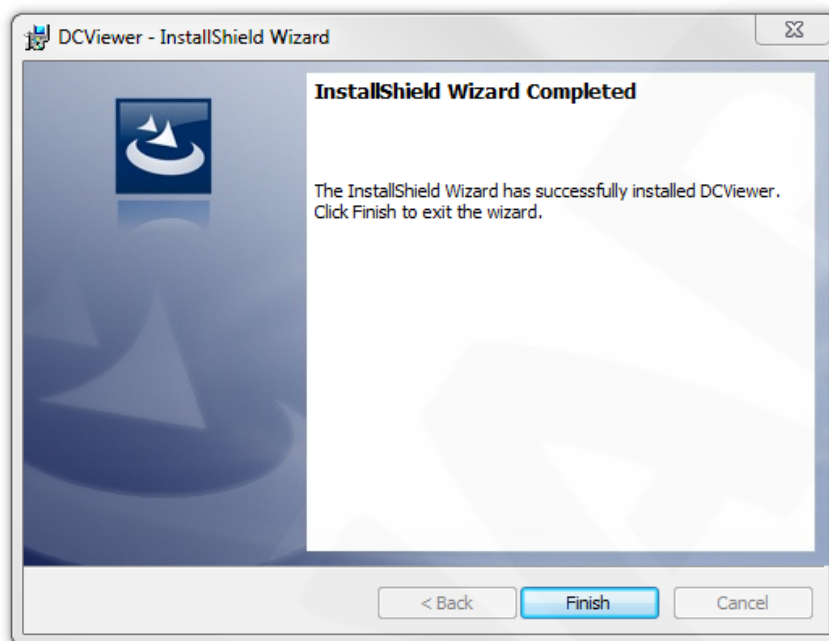 DCViewer - InstallShield Wizard
InstallShield Wizard Completed
The InstallShield Wizard has successfully installed DCViewer.
Click Finish to exit the wizard.
< Back
Finish
Cancel